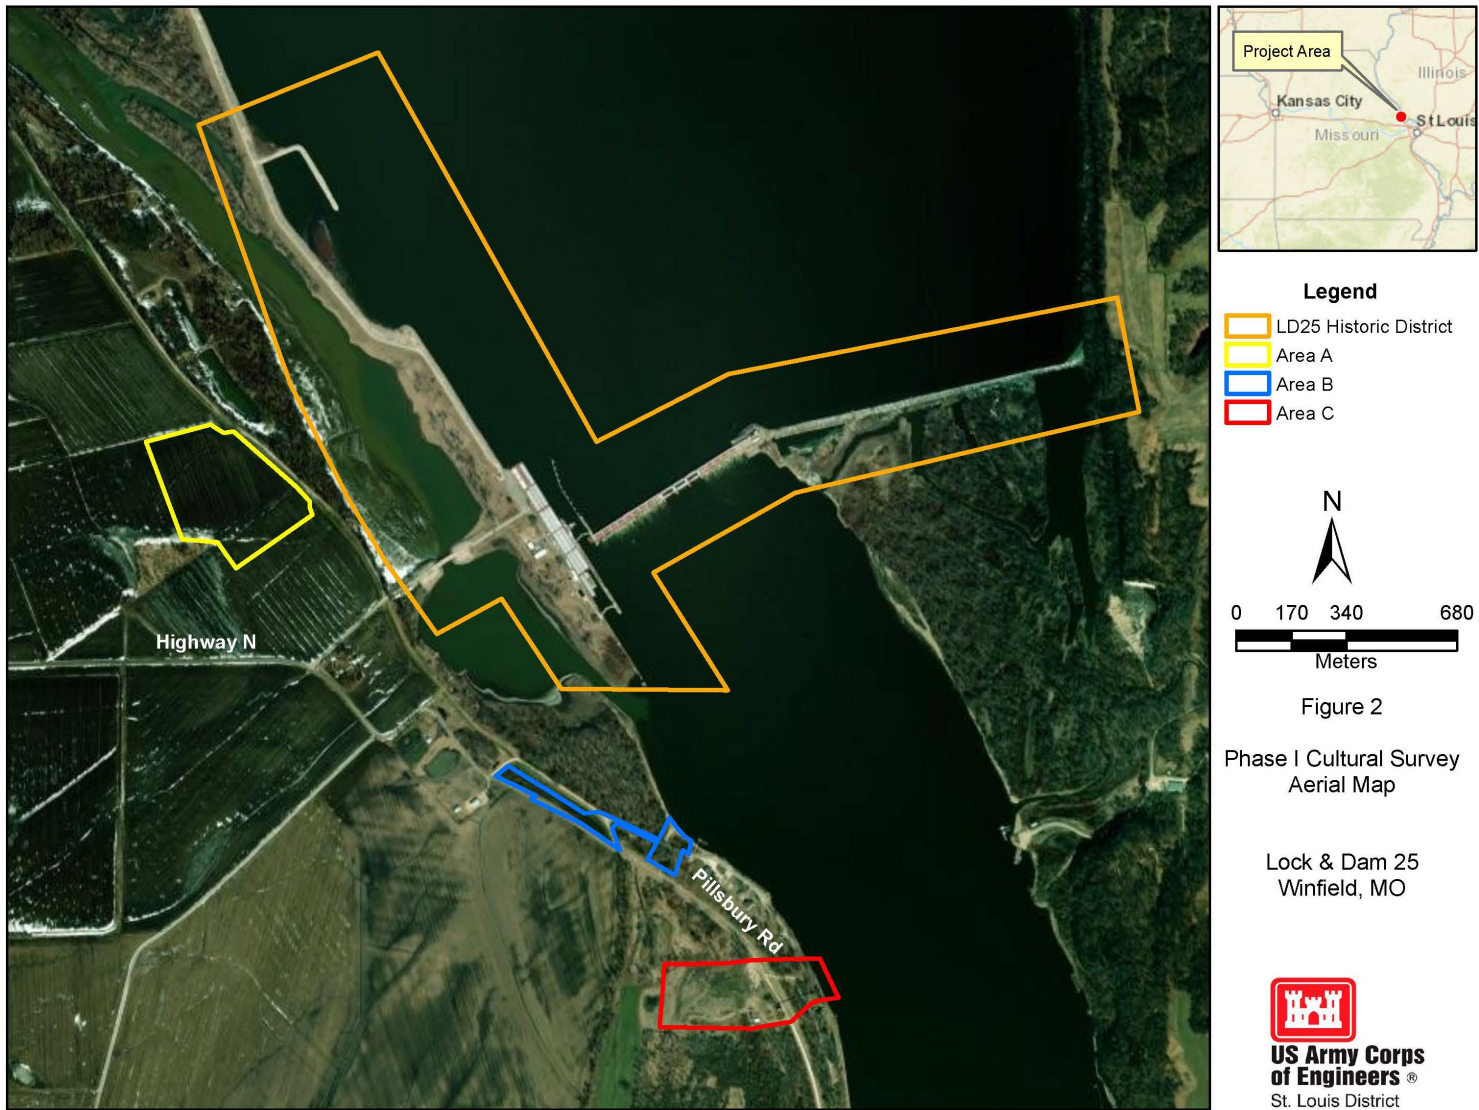 Highway N
Pillsbury Rd
Project Area
Illinois
Kansas City
St Louis
Missouri
Legend
LD25 Historic District
Area A
Area B
Area C
N
0 170 340 680
Meters
Figure 2
Phase I Cultural Survey
Aerial Map
Lock & Dam 25
Winfield, MO
US Army Corps
of Engineers ®
St. Louis District